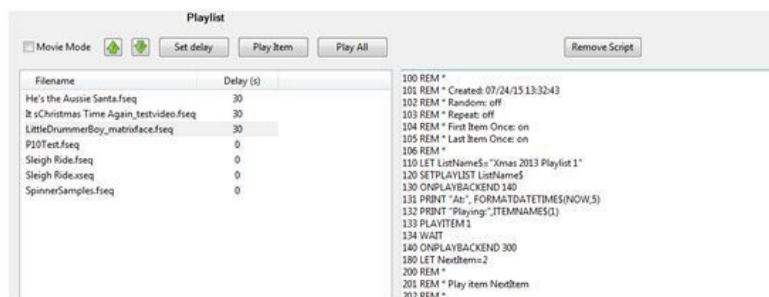 Playlist
Movie Mode Set delay Play Item Play All Remove Script
Filename Delay (s)
He's the Aussie Santa.fseq 30
It sChristmas Time Again_testvideo.fseq 30
LittleDrummerBoy_matrixface.fseq 30
P10Test.fseq 0
Sleigh Ride.fseq 0
Sleigh Ride.xseq 0
SpinnerSamples.fseq 0
100 REM *
101 REM * Created: 07/24/15 13:32:43
102 REM * Random: off
103 REM * Repeat: off
104 REM * First Item Once: on
105 REM * Last Item Once: on
106 REM *
110 LET ListName$="Xmas 2013 Playlist 1"
120 SETPLAYLIST ListName$
130 ONPLAYBACKEND 140
131 PRINT "At:", FORMATDATETIME$(NOW,5)
132 PRINT "Playing:",ITEMNAME$(1)
133 PLAYITEM 1
134 WAIT
140 ONPLAYBACKEND 300
180 LET NextItem=2
200 REM *
201 REM * Play item NextItem
202 REM *